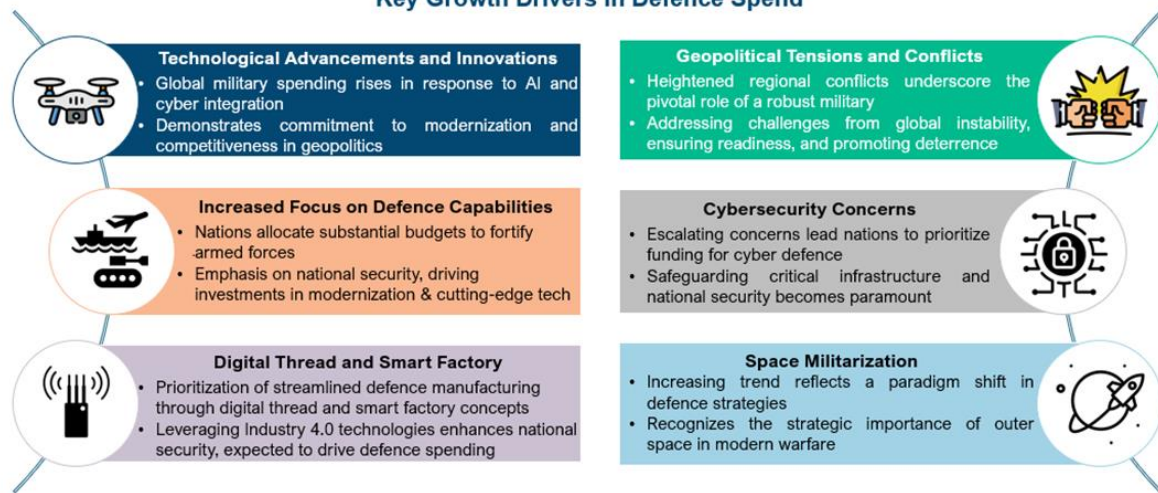 Key Growth Drivers in Defence Spend
Technological Advancements and Innovations
• Global military spending rises in response to AI and
cyber integration
• Demonstrates commitment to modernization and
competitiveness in geopolitics
Increased Focus on Defence Capabilities
• Nations allocate substantial budgets to fortify
armed forces
• Emphasis on national security, driving
investments in modernization & cutting-edge tech
Digital Thread and Smart Factory
• Prioritization of streamlined defence manufacturing
through digital thread and smart factory concepts
• Leveraging Industry 4.0 technologies enhances national
security, expected to drive defence spending
Geopolitical Tensions and Conflicts
• Heightened regional conflicts underscore the
pivotal role of a robust military
• Addressing challenges from global instability,
ensuring readiness, and promoting deterrence
Cybersecurity Concerns
• Escalating concerns lead nations to prioritize
funding for cyber defence
• Safeguarding critical infrastructure and
national security becomes paramount
Space Militarization
• Increasing trend reflects a paradigm shift in
defence strategies
• Recognizes the strategic importance of outer
space in modern warfare